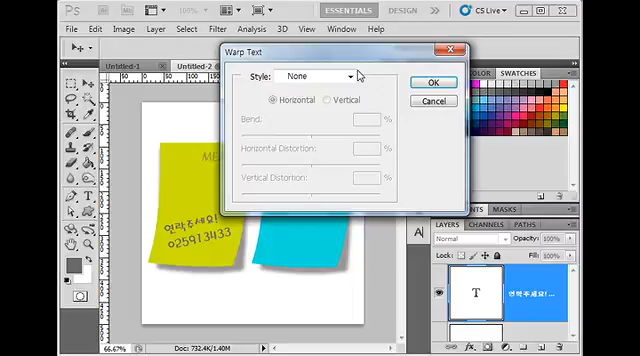 Ps
100%
ESSENTIALS
DESIGN
CS Live
File Edit Image Layer Select Filter Analysis 3D View Window Help
Untitled-1
Untitled-2
Warp Text
Style: None
OK
Horizontal Vertical
Cancel
Bend: %
Horizontal Distortion: %
Vertical Distortion: %
COLOR SWATCHES
ME
연락주세요!
025913433
MASKS
A
LAYERS CHANNELS PATHS
Normal Opacity: 100%
Lock: Fill: 100%
T 연락주세요! ...
66.67% Doc: 732.4K/1.40M